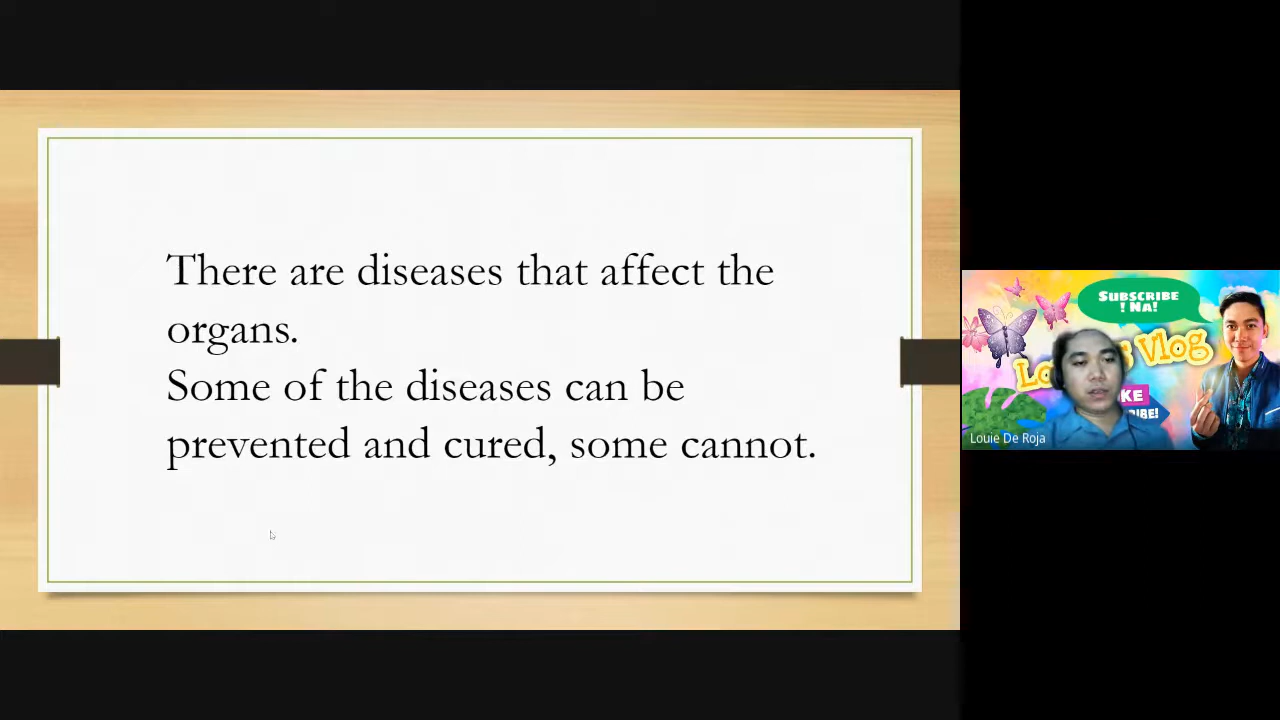 There are diseases that affect the
organs.
Some of the diseases can be
prevented and cured, some cannot.
SUBSCRIBE
! NA!
Vlog
Louie De Roja